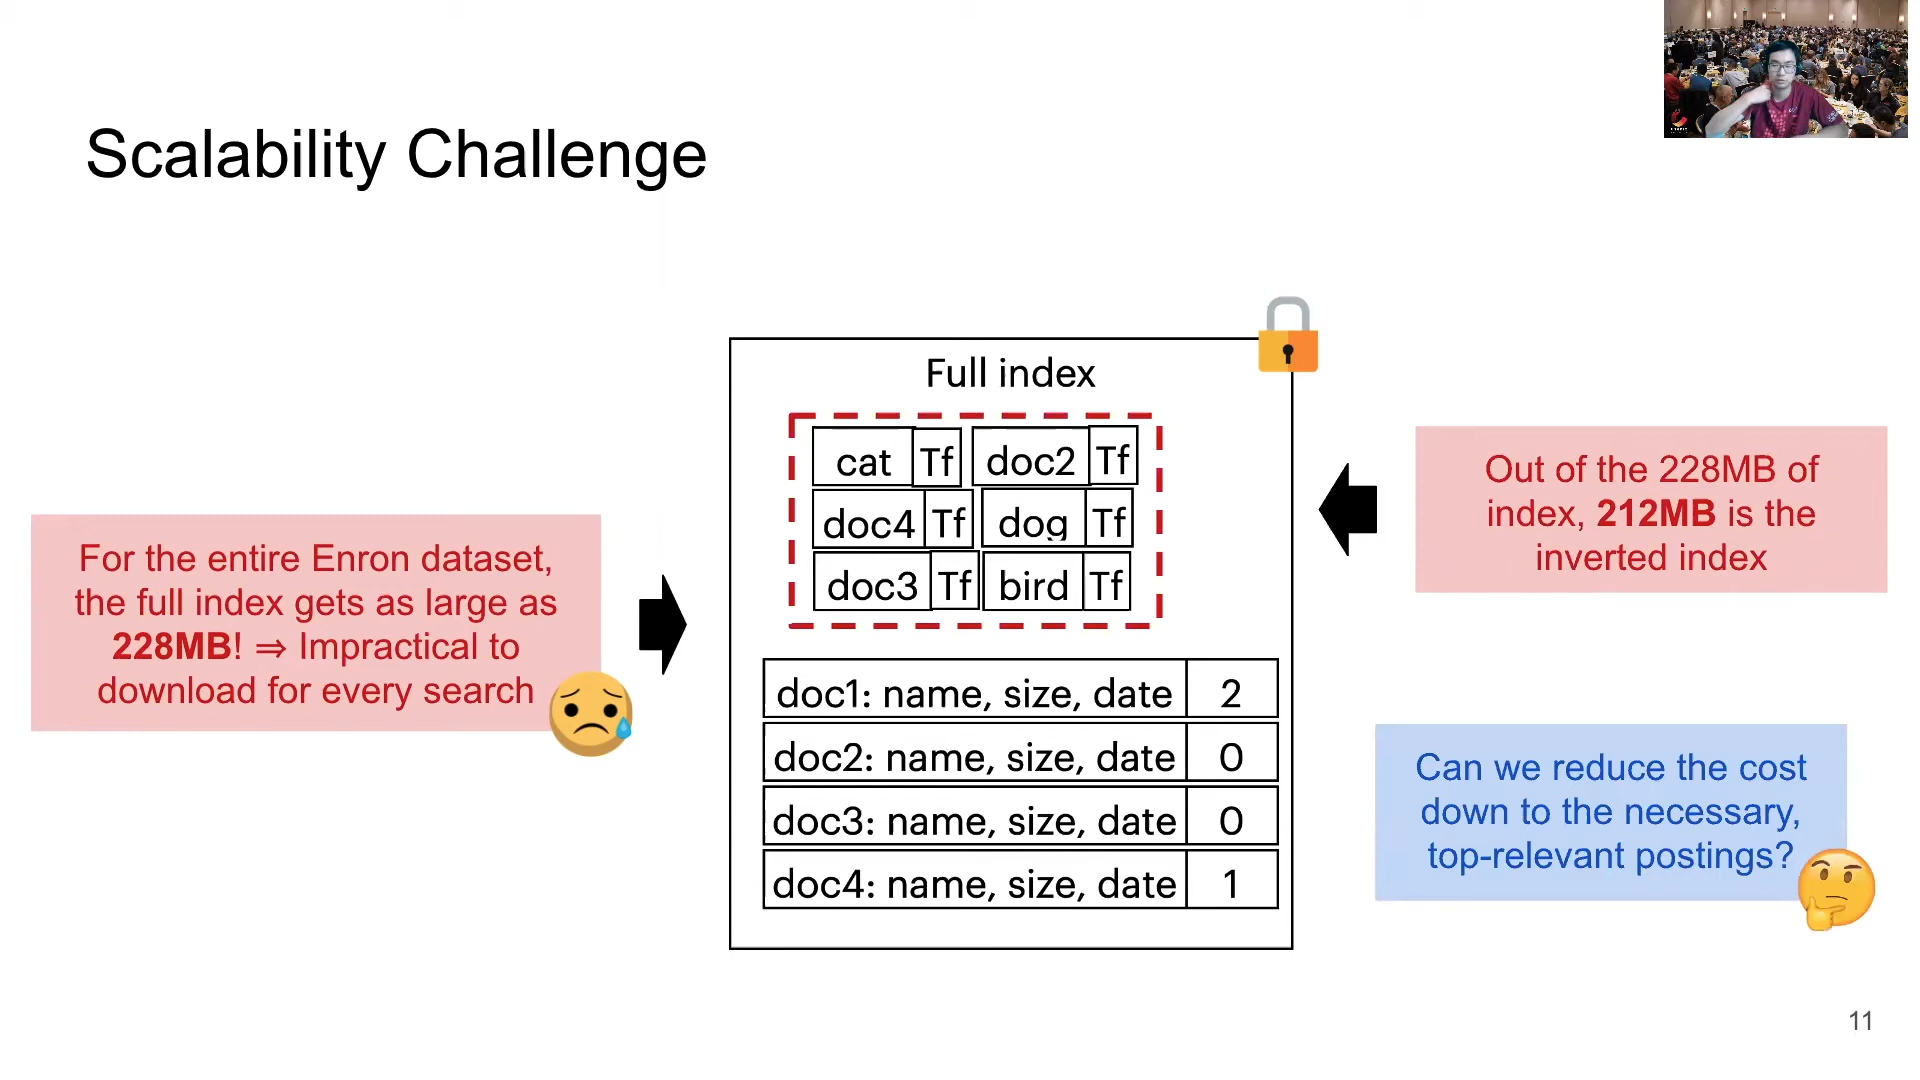 Scalability Challenge
Full index
cat Tf doc2 Tf
doc4 Tf dog Tf
doc3 Tf bird Tf
doc1: name, size, date 2
doc2: name, size, date 0
doc3: name, size, date 0
doc4: name, size, date 1
For the entire Enron dataset,
the full index gets as large as
228MB! ⇒ Impractical to
download for every search
Out of the 228MB of
index, 212MB is the
inverted index
Can we reduce the cost
down to the necessary,
top-relevant postings?
11